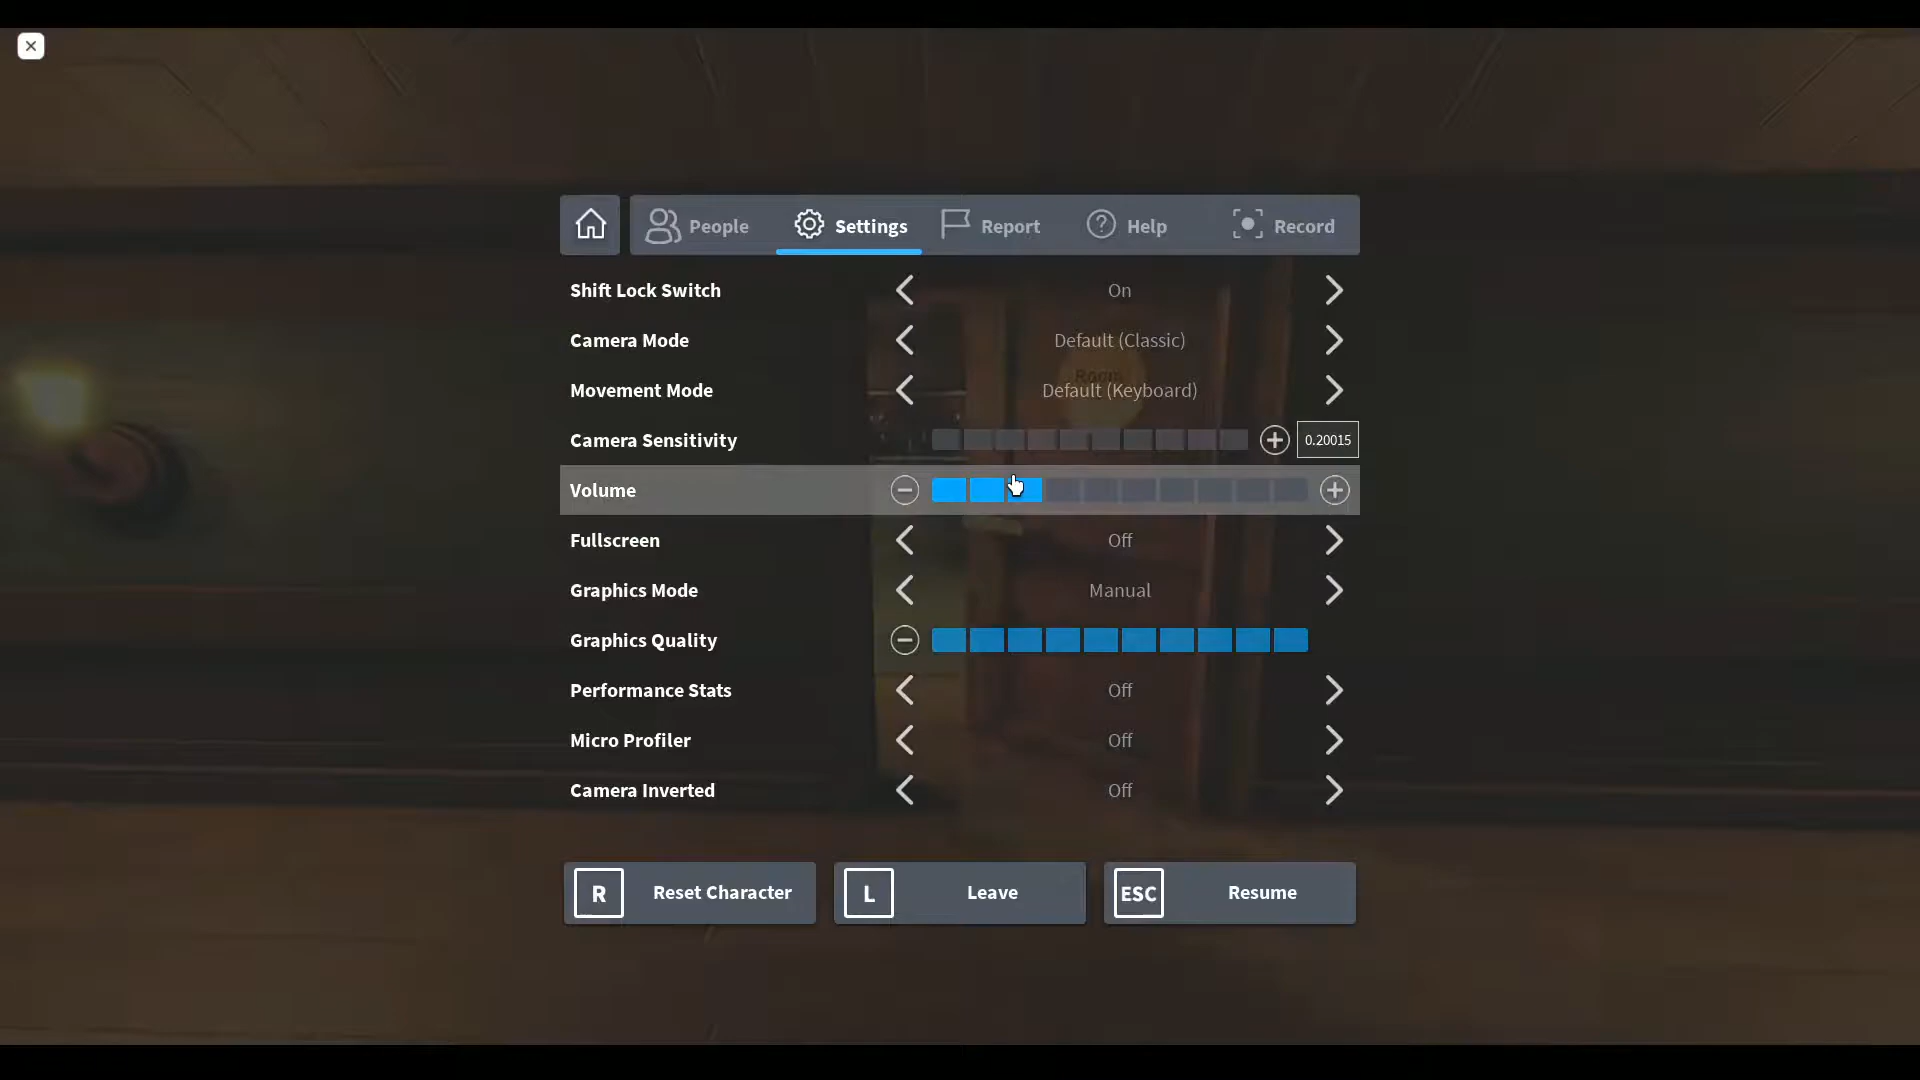 People Settings Report Help Record
Shift Lock Switch On
Camera Mode Default (Classic)
Movement Mode Default (Keyboard)
Camera Sensitivity 0.20015
Volume
Fullscreen Off
Graphics Mode Manual
Graphics Quality
Performance Stats Off
Micro Profiler Off
Camera Inverted Off
R Reset Character L Leave ESC Resume